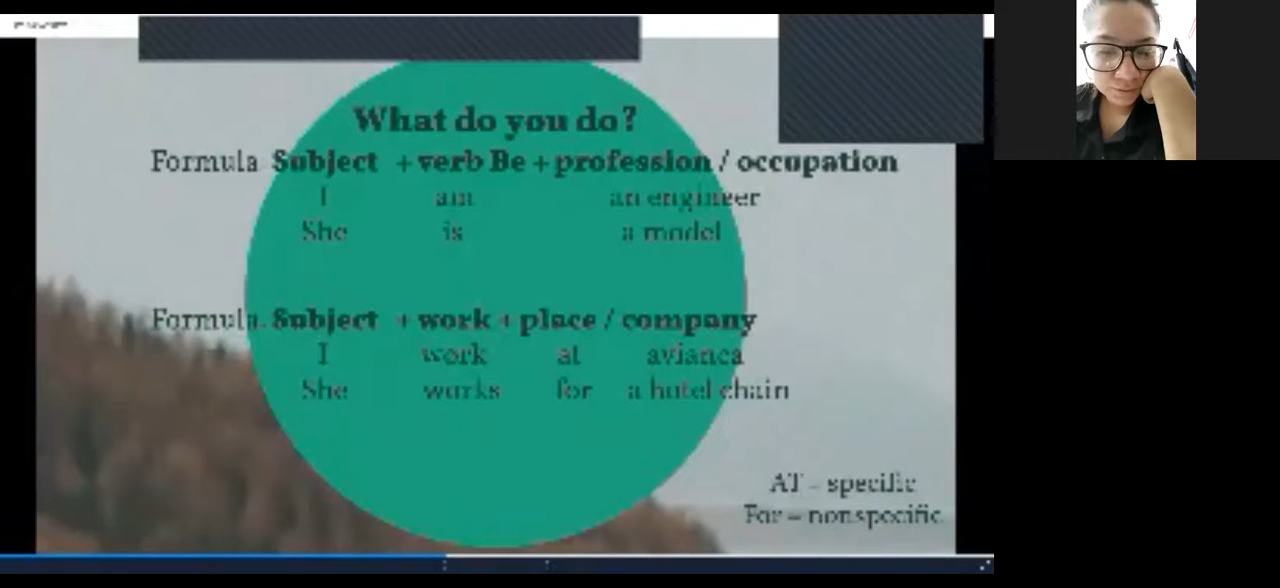 What do you do?
Formula Subject + verb Be + profession / occupation
I am an engineer
She is a model
Formula Subject + work + place / company
I work at avianca
She works for a hotel chain
AT – specific
For – nonspecific